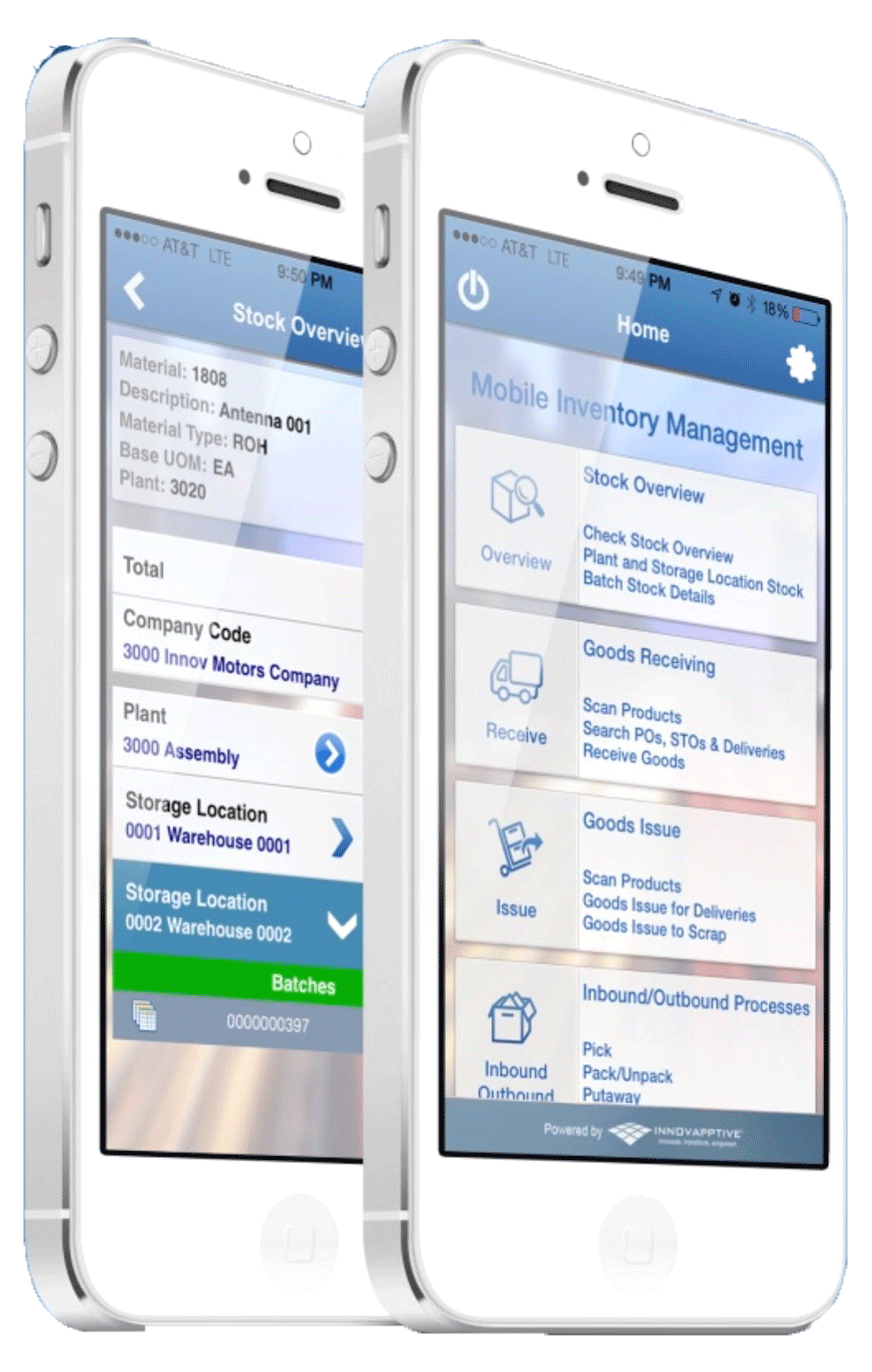 AT&T LTE
9:50 PM
Stock Overvie
Material: 1808
Description: Antenna 001
Material Type: ROH
Base UOM: EA
Plant: 3020
Total
Company Code
3000 Innov Motors Company
Plant
3000 Assembly
Storage Location
0001 Warehouse 0001
Storage Location
0002 Warehouse 0002
Batches
0000000397
AT&T LTE
9:49 PM
18%
Home
Mobile Inventory Management
Overview
Stock Overview
Check Stock Overview
Plant and Storage Location Stock
Batch Stock Details
Receive
Goods Receiving
Scan Products
Search POs, STOs & Deliveries
Receive Goods
Issue
Goods Issue
Scan Products
Goods Issue for Deliveries
Goods Issue to Scrap
Inbound
Outbound
Inbound/Outbound Processes
Pick
Pack/Unpack
Putaway
Powered by INNOVAPPTIVE